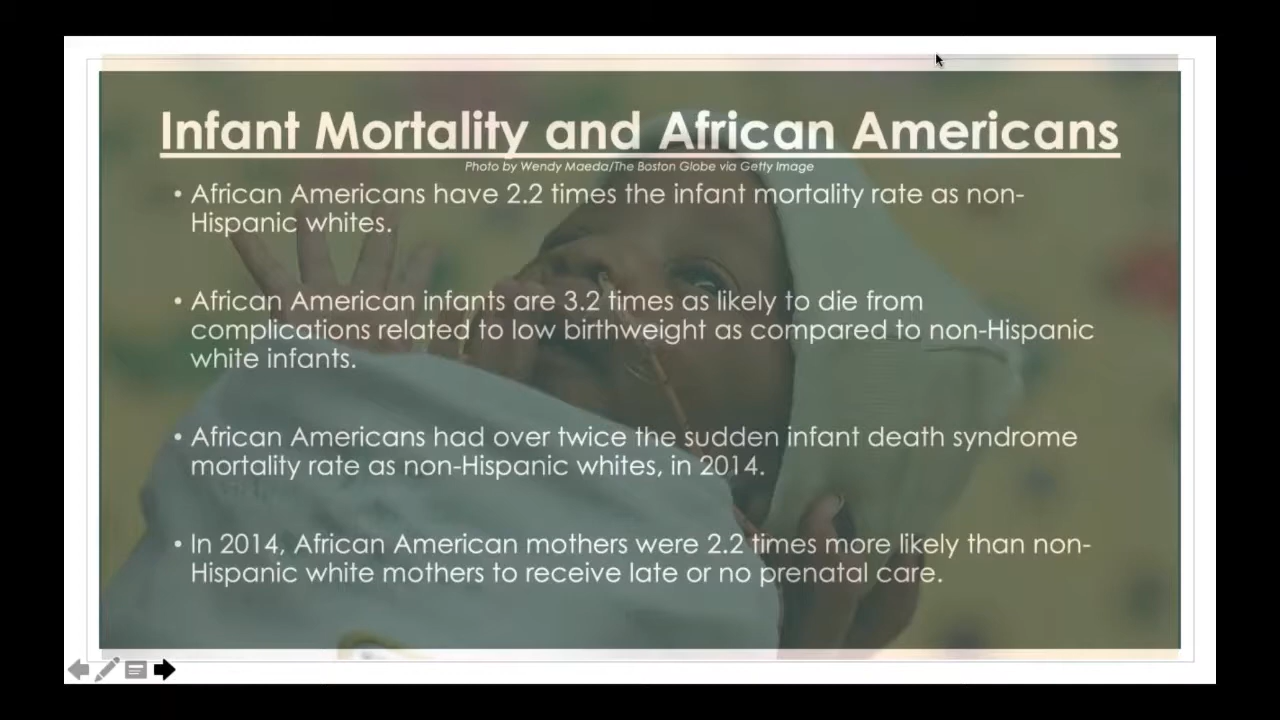 Infant Mortality and African Americans
Photo by Wendy Maeda/The Boston Globe via Getty Image
• African Americans have 2.2 times the infant mortality rate as non-
Hispanic whites.
• African American infants are 3.2 times as likely to die from
complications related to low birthweight as compared to non-Hispanic
white infants.
• African Americans had over twice the sudden infant death syndrome
mortality rate as non-Hispanic whites, in 2014.
• In 2014, African American mothers were 2.2 times more likely than non-
Hispanic white mothers to receive late or no prenatal care.